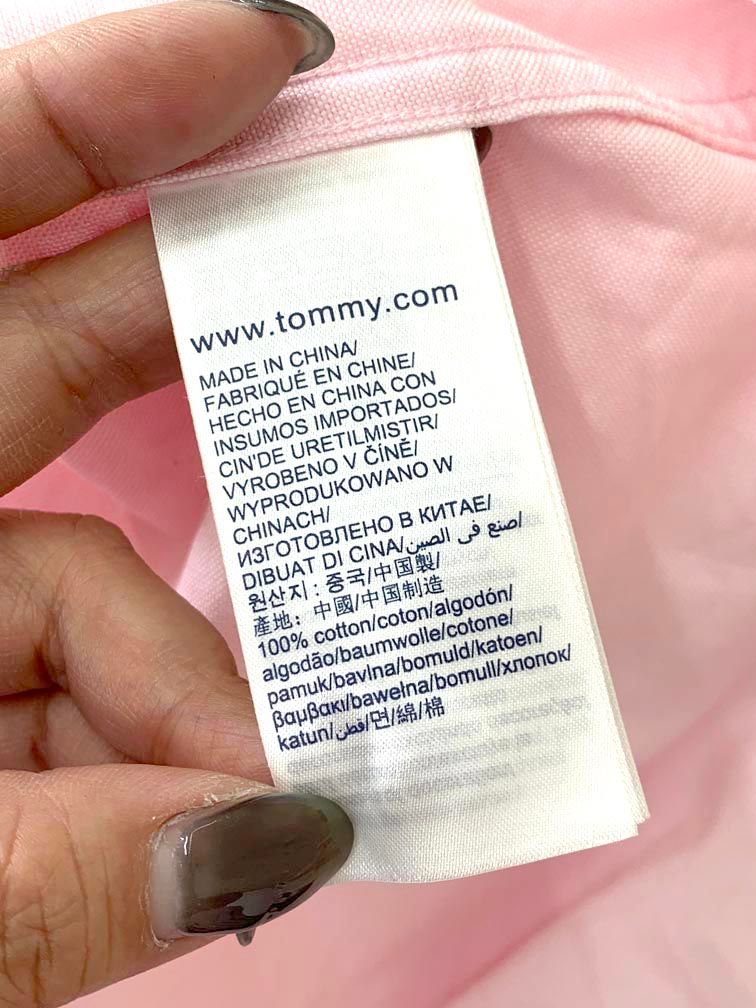 www.tommy.com
MADE IN CHINA/
FABRIQUÉ EN CHINE/
HECHO EN CHINA CON
INSUMOS IMPORTADOS/
CIN'DE URETILMISTIR/
VYROBENO V ČÍNĚ/
WYPRODUKOWANO W
CHINACH/
ИЗГОТОВЛЕНО В КИТАЕ/
DIBUAT DI CINA/صنع في الصين/
원산지 : 중국/中国製/
產地: 中國/中国制造
100% cotton/coton/algodón/
algodão/baumwolle/cotone/
pamuk/bavlna/bomuld/katoen/
βαμβακι/bawełna/bomull/хлопок/
katun/قطن/면/綿/棉